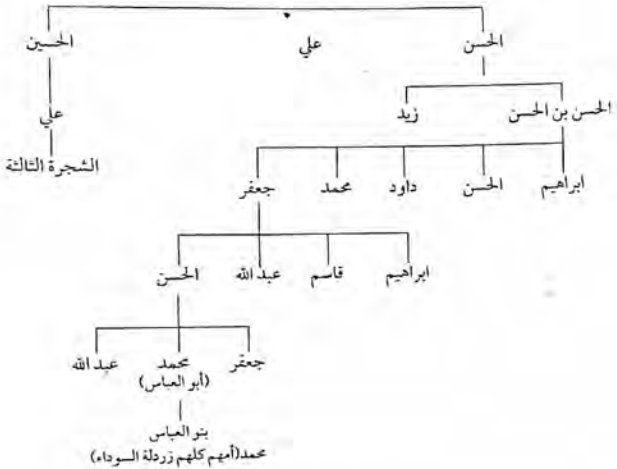 الحسن علي الحسين
الحسن بن الحسن زيد علي
الشجرة الثالثة
ابراهيم الحسن داود محمد جعفر
ابراهيم قاسم عبد الله الحسن
جعفر محمد عبد الله
(أبو العباس)
بنو العباس
محمد(أمهم كلهم زردلة السوداء)